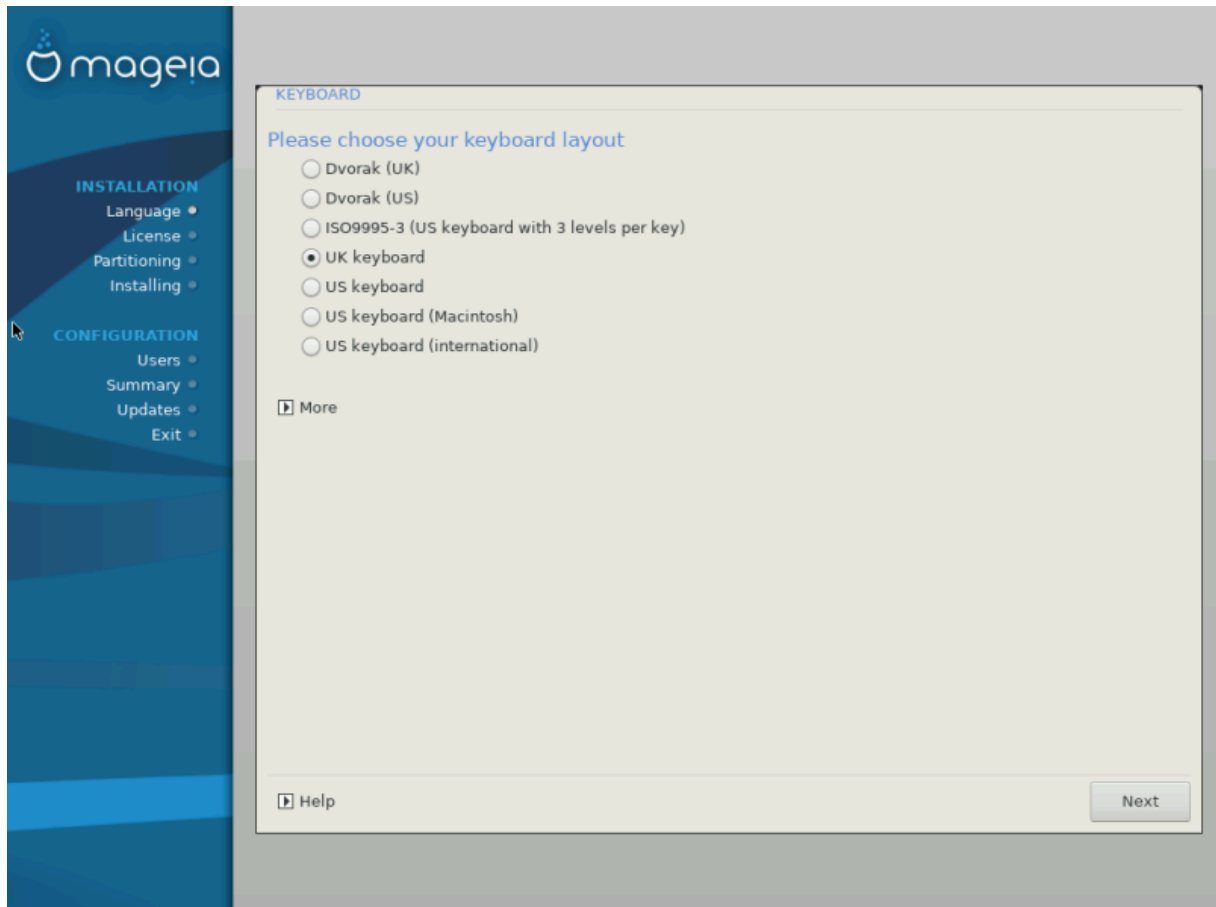 mageia
INSTALLATION
Language
License
Partitioning
Installing
CONFIGURATION
Users
Summary
Updates
Exit
KEYBOARD
Please choose your keyboard layout
Dvorak (UK)
Dvorak (US)
ISO9995-3 (US keyboard with 3 levels per key)
UK keyboard
US keyboard
US keyboard (Macintosh)
US keyboard (international)
More
Help
Next